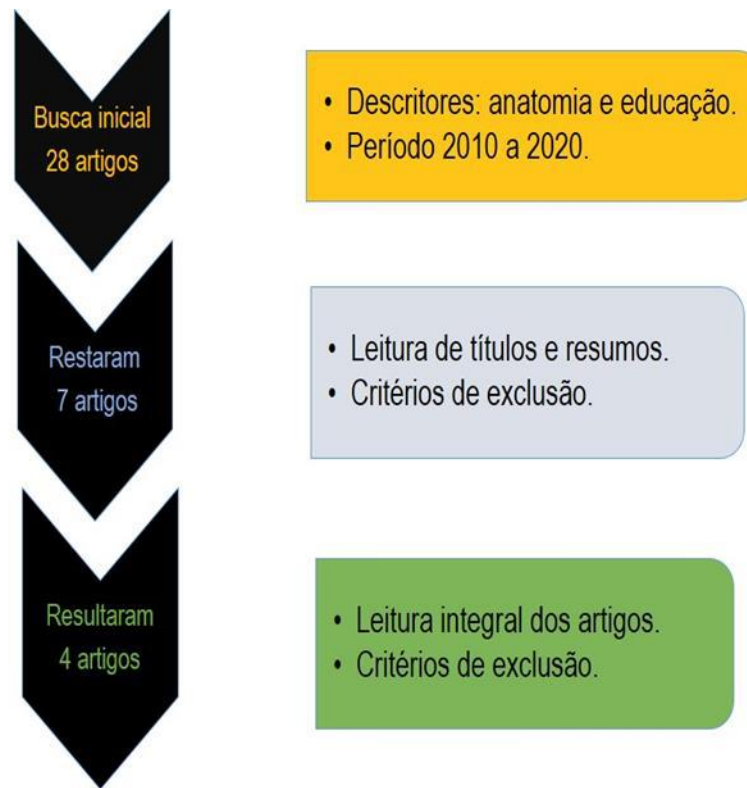 Busca inicial
28 artigos
• Descritores: anatomia e educação.
• Período 2010 a 2020.
Restaram
7 artigos
• Leitura de títulos e resumos.
• Critérios de exclusão.
Resultaram
4 artigos
• Leitura integral dos artigos.
• Critérios de exclusão.